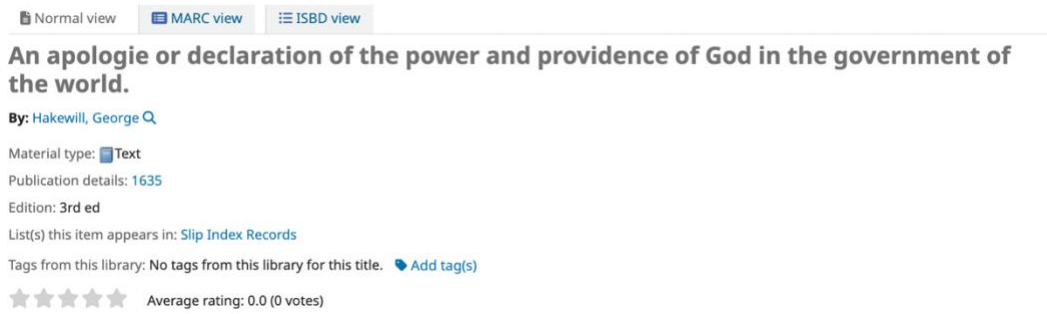 Normal view MARC view ISBD view
An apologie or declaration of the power and providence of God in the government of
the world.
By: Hakewill, George
Material type: Text
Publication details: 1635
Edition: 3rd ed
List(s) this item appears in: Slip Index Records
Tags from this library: No tags from this library for this title. Add tag(s)
Average rating: 0.0 (0 votes)